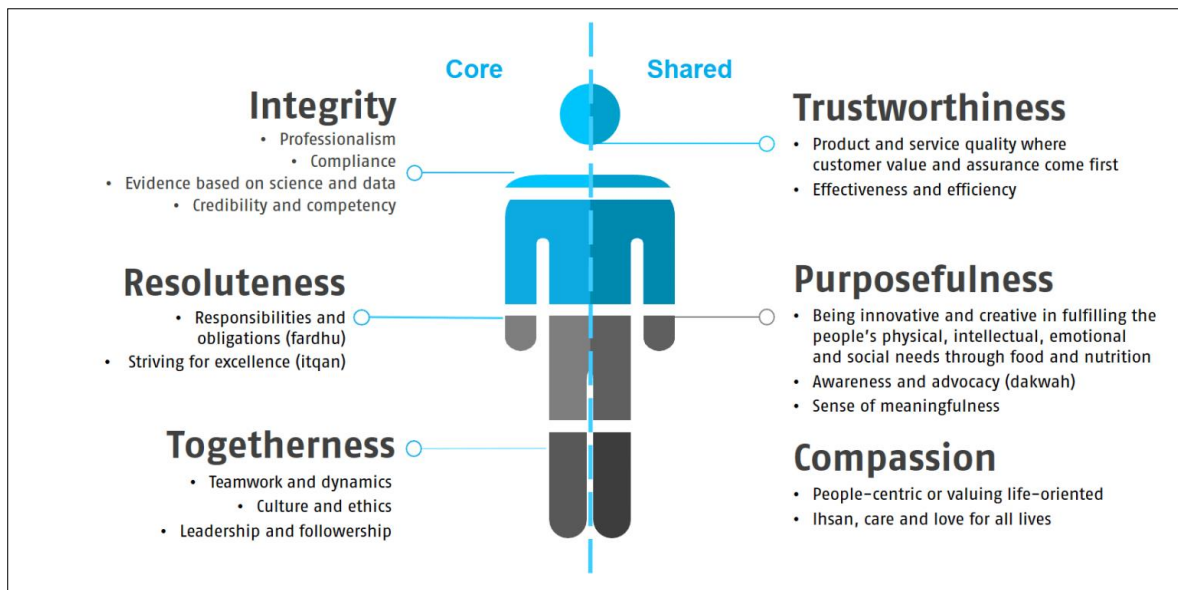 Core
Shared
Integrity
• Professionalism
• Compliance
• Evidence based on science and data
• Credibility and competency
Resoluteness
• Responsibilities and
obligations (fardhu)
• Striving for excellence (itqan)
Togetherness
• Teamwork and dynamics
• Culture and ethics
• Leadership and followership
Trustworthiness
• Product and service quality where
customer value and assurance come first
• Effectiveness and efficiency
Purposefulness
• Being innovative and creative in fulfilling the
people's physical, intellectual, emotional
and social needs through food and nutrition
• Awareness and advocacy (dakwah)
• Sense of meaningfulness
Compassion
• People-centric or valuing life-oriented
• Ihsan, care and love for all lives